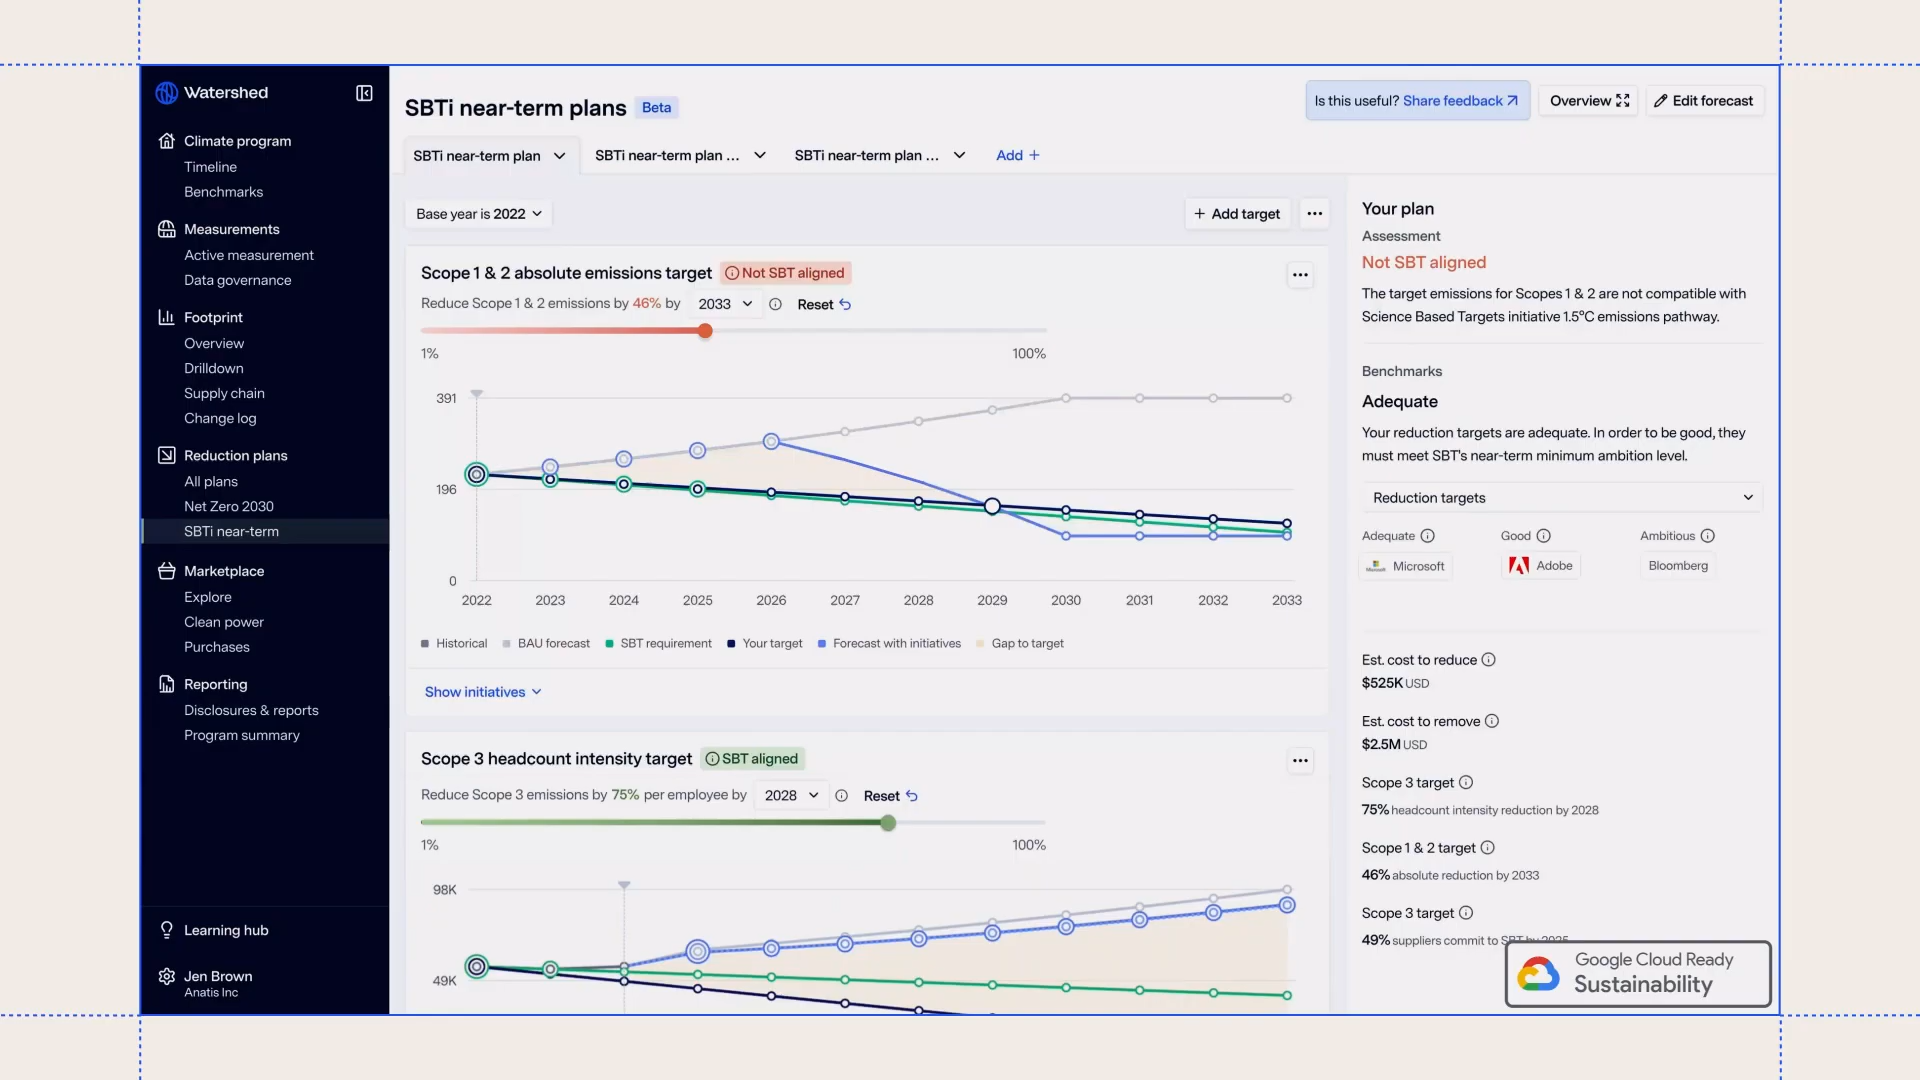 Watershed
Climate program
Timeline
Benchmarks
Measurements
Active measurement
Data governance
Footprint
Overview
Drilldown
Supply chain
Change log
Reduction plans
All plans
Net Zero 2030
SBTi near-term
Marketplace
Explore
Clean power
Purchases
Reporting
Disclosures & reports
Program summary
Learning hub
Jen Brown
Anatis Inc
SBTi near-term plans Beta
Is this useful? Share feedback
Overview
Edit forecast
SBTi near-term plan
SBTi near-term plan ...
SBTi near-term plan ...
Add +
Base year is 2022
+ Add target
Scope 1 & 2 absolute emissions target Not SBT aligned
Reduce Scope 1 & 2 emissions by 46% by 2033 Reset
1% 100%
391
196
0
2022 2023 2024 2025 2026 2027 2028 2029 2030 2031 2032 2033
Historical BAU forecast SBT requirement Your target Forecast with initiatives Gap to target
Show initiatives
Scope 3 headcount intensity target SBT aligned
Reduce Scope 3 emissions by 75% per employee by 2028 Reset
1% 100%
98K
49K
Your plan
Assessment
Not SBT aligned
The target emissions for Scopes 1 & 2 are not compatible with
Science Based Targets initiative 1.5°C emissions pathway.
Benchmarks
Adequate
Your reduction targets are adequate. In order to be good, they
must meet SBT's near-term minimum ambition level.
Reduction targets
Adequate Good Ambitious
Microsoft Adobe Bloomberg
Est. cost to reduce
$525K USD
Est. cost to remove
$2.5M USD
Scope 3 target
75% headcount intensity reduction by 2028
Scope 1 & 2 target
46% absolute reduction by 2033
Scope 3 target
49% suppliers commit to SBT by 2025
Google Cloud Ready
Sustainability